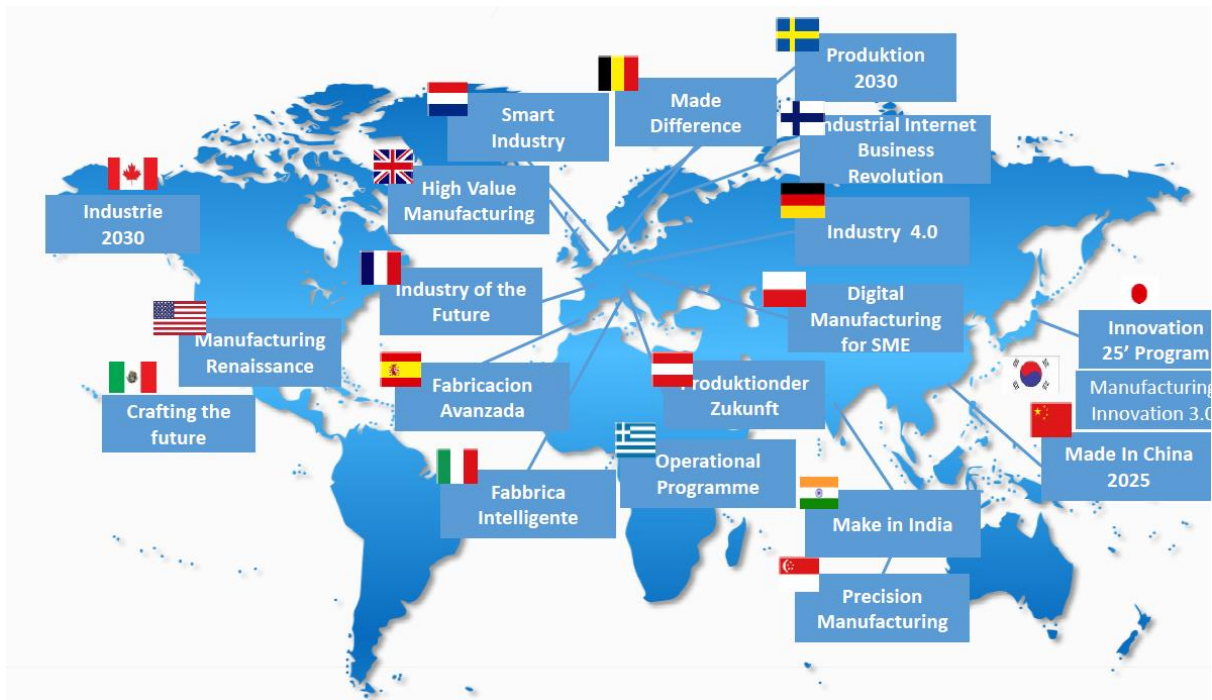 Produktion
2030
Made
Difference
Smart
Industry
Industrial Internet
Business
Revolution
High Value
Manufacturing
Industrie
2030
Industry 4.0
Industry of the
Future
Digital
Manufacturing
for SME
Innovation
25' Program
Manufacturing
Renaissance
Fabricacion
Avanzada
Produktionder
Zukunft
Manufacturing
Innovation 3.0
Crafting the
future
Made In China
2025
Operational
Programme
Fabbrica
Intelligente
Make in India
Precision
Manufacturing